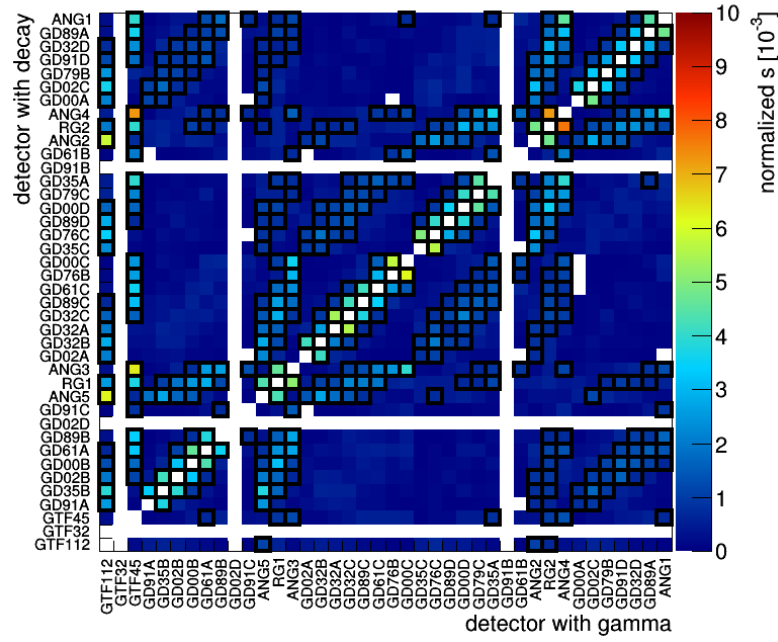 detector with decay
ANG1
GD89A
GD32D
GD91D
GD79B
GD02C
GD00A
ANG4
RG2
ANG2
GD61B
GD91B
GD35A
GD79C
GD00D
GD89D
GD76C
GD35C
GD00C
GD76B
GD61C
GD89C
GD32C
GD32A
GD32B
GD02A
ANG3
RG1
ANG5
GD91C
GD02D
GD89B
GD61A
GD00B
GD02B
GD35B
GD91A
GTF45
GTF32
GTF112
GTF112
GTF32
GTF45
GD91A
GD35B
GD02B
GD00B
GD61A
GD89B
GD02D
GD91C
ANG5
RG1
ANG3
GD02A
GD32B
GD32A
GD32C
GD89C
GD61C
GD76B
GD00C
GD35C
GD76C
GD89D
GD00D
GD79C
GD35A
GD91B
GD61B
ANG2
RG2
ANG4
GD00A
GD02C
GD79B
GD91D
GD32D
GD89A
ANG1
detector with gamma
10
9
8
7
6
5
4
3
2
1
0
normalized s [10⁻³]